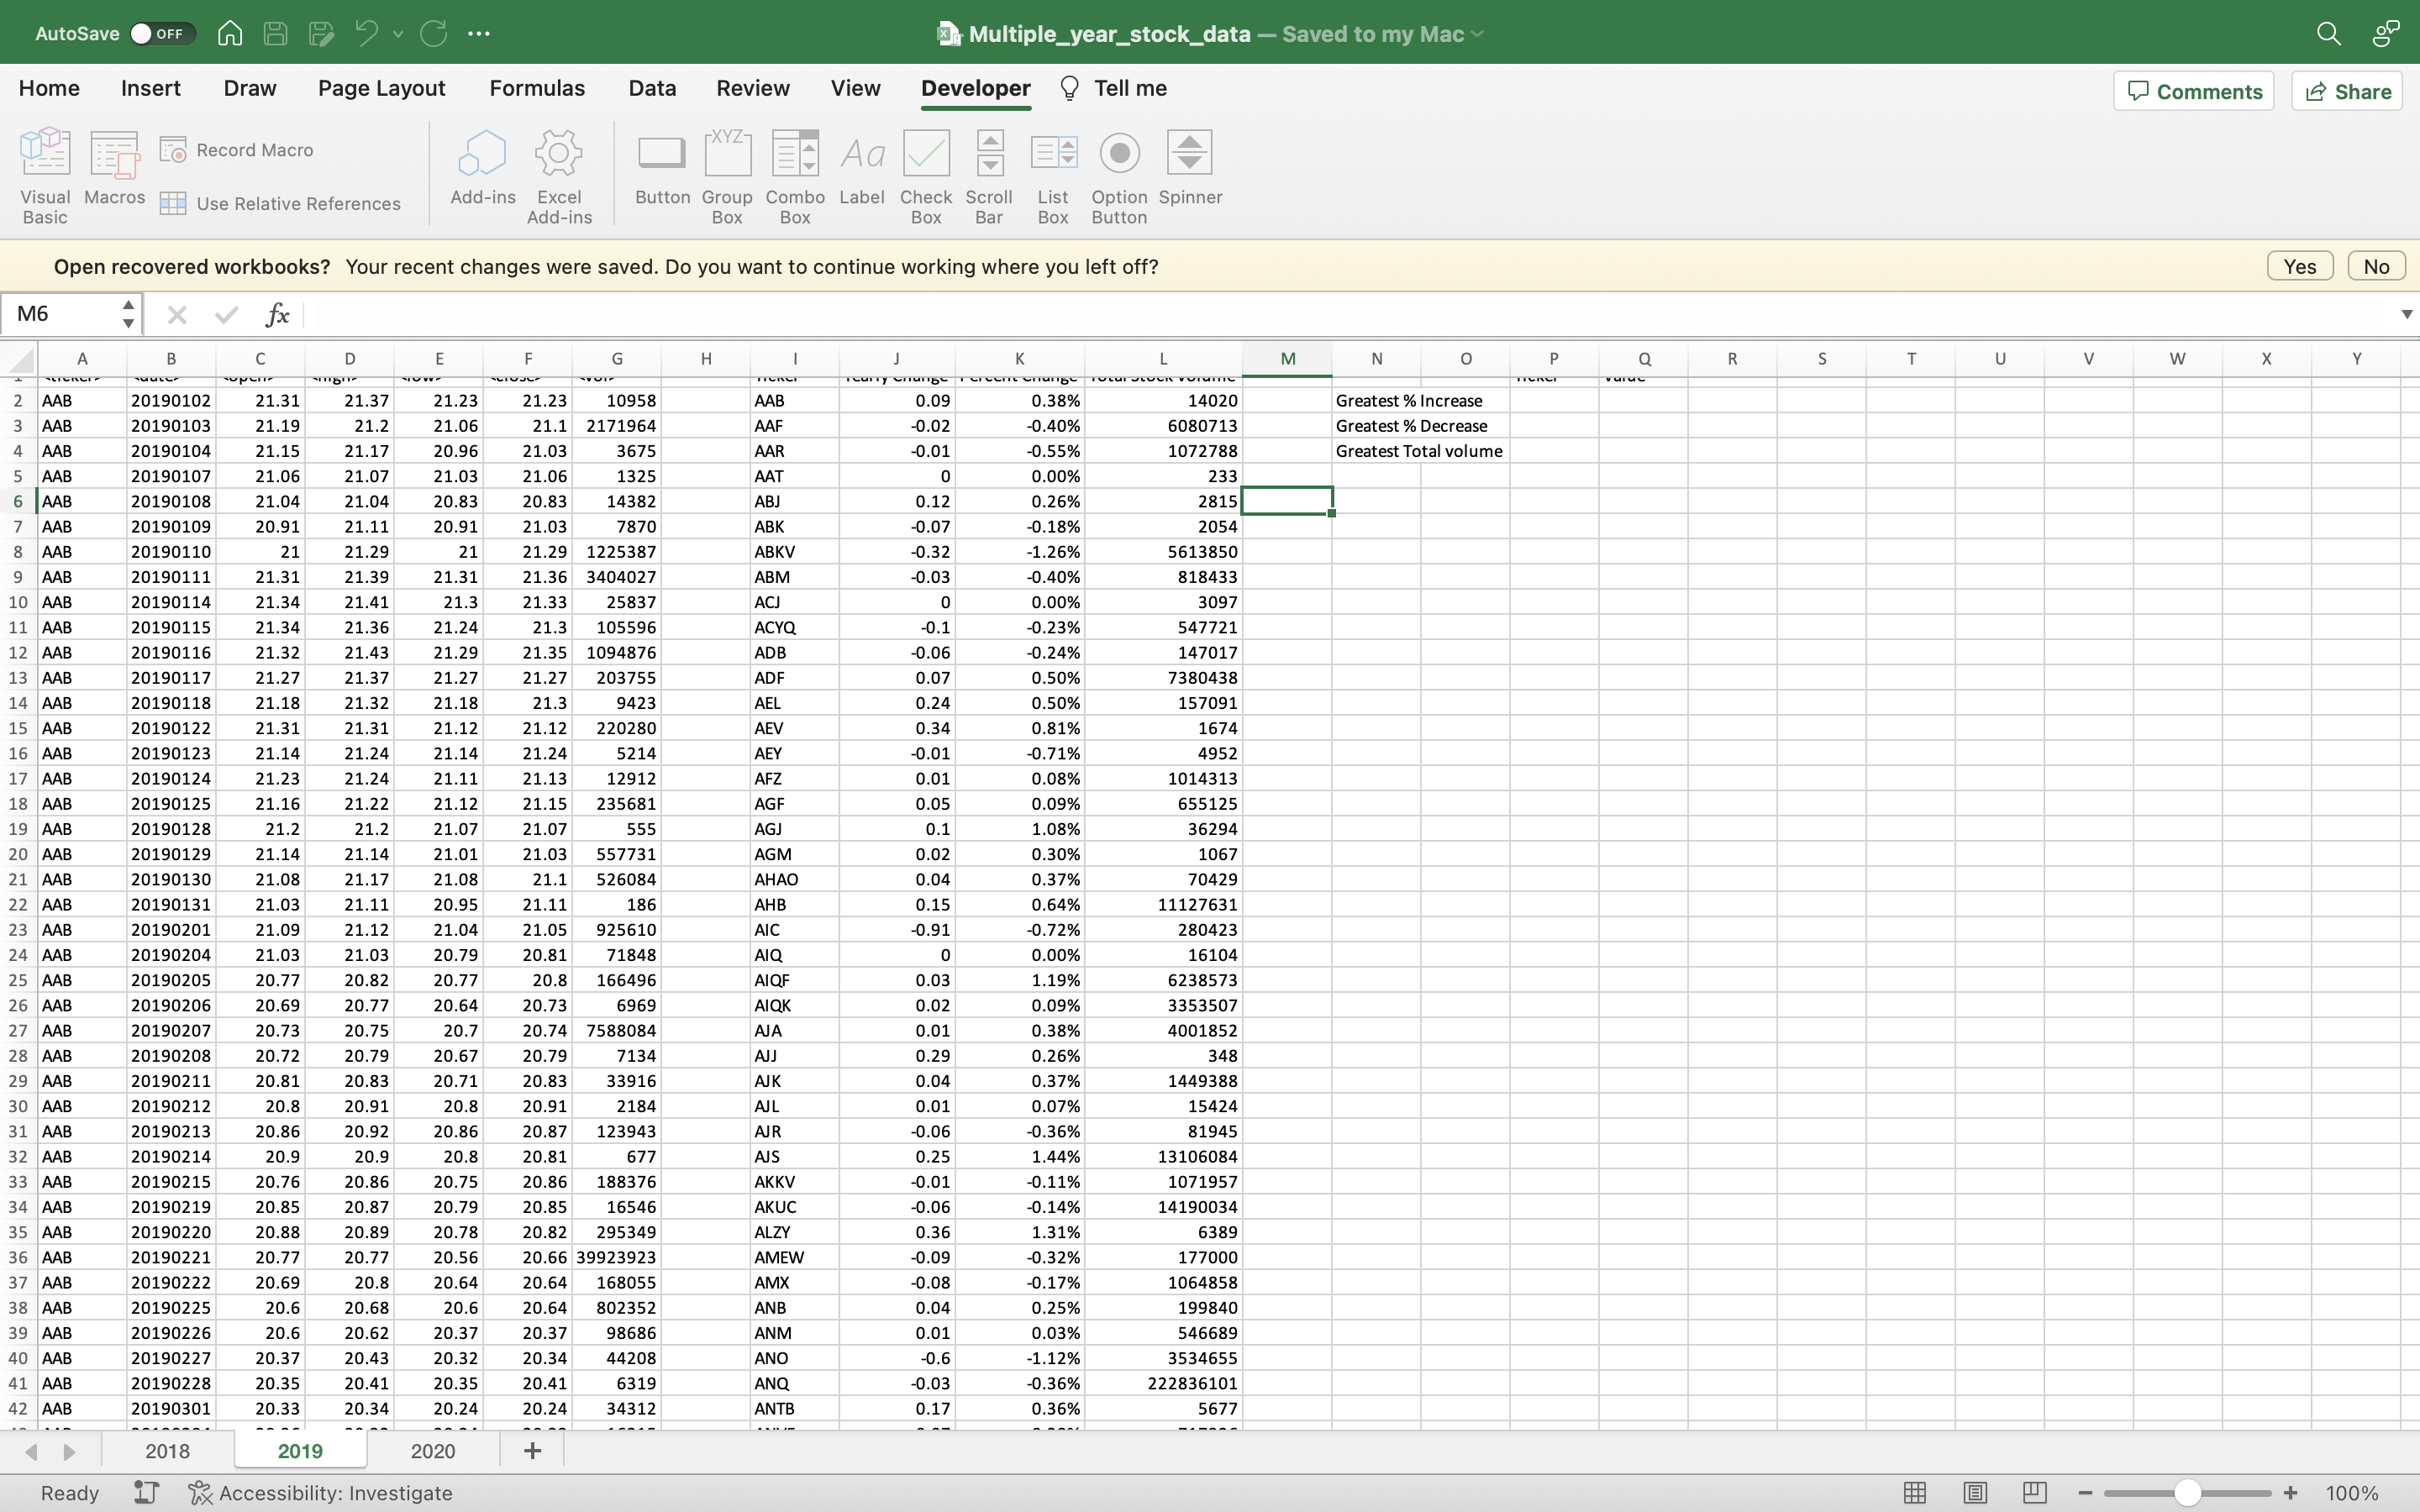 AutoSave OFF Multiple_year_stock_data — Saved to my Mac
Home Insert Draw Page Layout Formulas Data Review View Developer Tell me Comments Share
Visual Basic Macros Record Macro Use Relative References Add-ins Excel Add-ins Button Group Box Combo Box Label Check Box Scroll Bar List Box Option Button Spinner
XYZ Aa
Open recovered workbooks? Your recent changes were saved. Do you want to continue working where you left off? Yes No
M6 fx
A B C D E F G H I J K L M N O P Q R S T U V W X Y
1 <ticker> <date> <open> <high> <low> <close> <vol> Ticker Yearly Change Percent Change Total Stock Volume Ticker Value
2 AAB 20190102 21.31 21.37 21.23 21.23 10958 AAB 0.09 0.38% 14020 Greatest % Increase
3 AAB 20190103 21.19 21.2 21.06 21.1 2171964 AAF -0.02 -0.40% 6080713 Greatest % Decrease
4 AAB 20190104 21.15 21.17 20.96 21.03 3675 AAR -0.01 -0.55% 1072788 Greatest Total volume
5 AAB 20190107 21.06 21.07 21.03 21.06 1325 AAT 0 0.00% 233
6 AAB 20190108 21.04 21.04 20.83 20.83 14382 ABJ 0.12 0.26% 2815
7 AAB 20190109 20.91 21.11 20.91 21.03 7870 ABK -0.07 -0.18% 2054
8 AAB 20190110 21 21.29 21 21.29 1225387 ABKV -0.32 -1.26% 5613850
9 AAB 20190111 21.31 21.39 21.31 21.36 3404027 ABM -0.03 -0.40% 818433
10 AAB 20190114 21.34 21.41 21.3 21.33 25837 ACJ 0 0.00% 3097
11 AAB 20190115 21.34 21.36 21.24 21.3 105596 ACYQ -0.1 -0.23% 547721
12 AAB 20190116 21.32 21.43 21.29 21.35 1094876 ADB -0.06 -0.24% 147017
13 AAB 20190117 21.27 21.37 21.27 21.27 203755 ADF 0.07 0.50% 7380438
14 AAB 20190118 21.18 21.32 21.18 21.3 9423 AEL 0.24 0.50% 157091
15 AAB 20190122 21.31 21.31 21.12 21.12 220280 AEV 0.34 0.81% 1674
16 AAB 20190123 21.14 21.24 21.14 21.24 5214 AEY -0.01 -0.71% 4952
17 AAB 20190124 21.23 21.24 21.11 21.13 12912 AFZ 0.01 0.08% 1014313
18 AAB 20190125 21.16 21.22 21.12 21.15 235681 AGF 0.05 0.09% 655125
19 AAB 20190128 21.2 21.2 21.07 21.07 555 AGJ 0.1 1.08% 36294
20 AAB 20190129 21.14 21.14 21.01 21.03 557731 AGM 0.02 0.30% 1067
21 AAB 20190130 21.08 21.17 21.08 21.1 526084 AHAO 0.04 0.37% 70429
22 AAB 20190131 21.03 21.11 20.95 21.11 186 AHB 0.15 0.64% 11127631
23 AAB 20190201 21.09 21.12 21.04 21.05 925610 AIC -0.91 -0.72% 280423
24 AAB 20190204 21.03 21.03 20.79 20.81 71848 AIQ 0 0.00% 16104
25 AAB 20190205 20.77 20.82 20.77 20.8 166496 AIQF 0.03 1.19% 6238573
26 AAB 20190206 20.69 20.77 20.64 20.73 6969 AIQK 0.02 0.09% 3353507
27 AAB 20190207 20.73 20.75 20.7 20.74 7588084 AJA 0.01 0.38% 4001852
28 AAB 20190208 20.72 20.79 20.67 20.79 7134 AJJ 0.29 0.26% 348
29 AAB 20190211 20.81 20.83 20.71 20.83 33916 AJK 0.04 0.37% 1449388
30 AAB 20190212 20.8 20.91 20.8 20.91 2184 AJL 0.01 0.07% 15424
31 AAB 20190213 20.86 20.92 20.86 20.87 123943 AJR -0.06 -0.36% 81945
32 AAB 20190214 20.9 20.9 20.8 20.81 677 AJS 0.25 1.44% 13106084
33 AAB 20190215 20.76 20.86 20.75 20.86 188376 AKKV -0.01 -0.11% 1071957
34 AAB 20190219 20.85 20.87 20.79 20.85 16546 AKUC -0.06 -0.14% 14190034
35 AAB 20190220 20.88 20.89 20.78 20.82 295349 ALZY 0.36 1.31% 6389
36 AAB 20190221 20.77 20.77 20.56 20.66 39923923 AMEW -0.09 -0.32% 177000
37 AAB 20190222 20.69 20.8 20.64 20.64 168055 AMX -0.08 -0.17% 1064858
38 AAB 20190225 20.6 20.68 20.6 20.64 802352 ANB 0.04 0.25% 199840
39 AAB 20190226 20.6 20.62 20.37 20.37 98686 ANM 0.01 0.03% 546689
40 AAB 20190227 20.37 20.43 20.32 20.34 44208 ANO -0.6 -1.12% 3534655
41 AAB 20190228 20.35 20.41 20.35 20.41 6319 ANQ -0.03 -0.36% 222836101
42 AAB 20190301 20.33 20.34 20.24 20.24 34312 ANTB 0.17 0.36% 5677
2018 2019 2020 +
Ready Accessibility: Investigate 100%